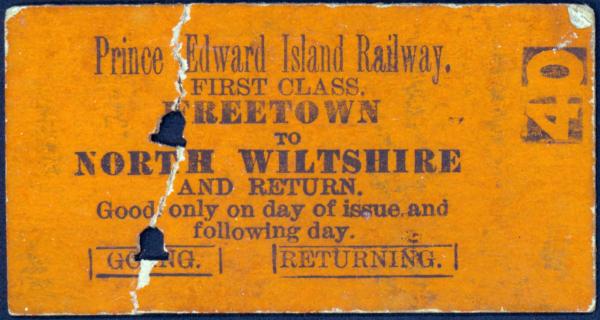 Prince Edward Island Railway.
FIRST CLASS.
FREETOWN
TO
NORTH WILTSHIRE
AND RETURN.
Good only on day of issue and
following day.
GOING. RETURNING.
40